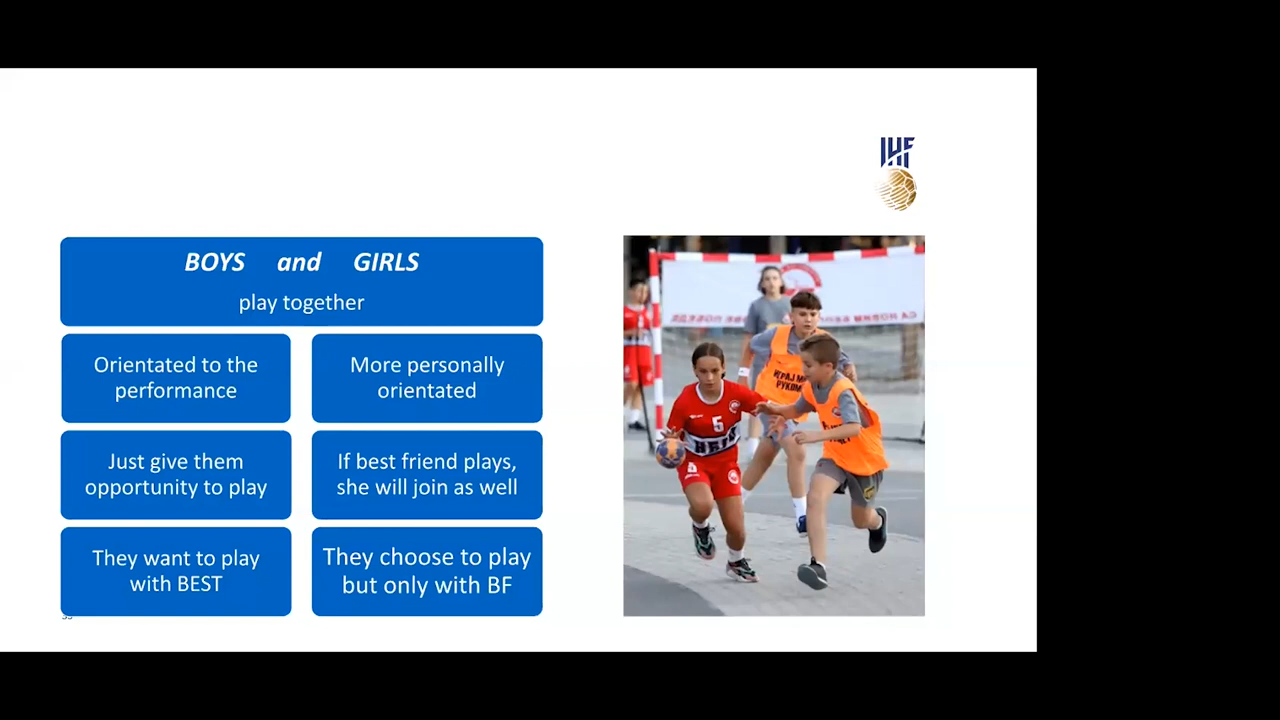 IHF
BOYS and GIRLS
play together
Orientated to the
performance
More personally
orientated
Just give them
opportunity to play
If best friend plays,
she will join as well
They want to play
with BEST
They choose to play
but only with BF
5